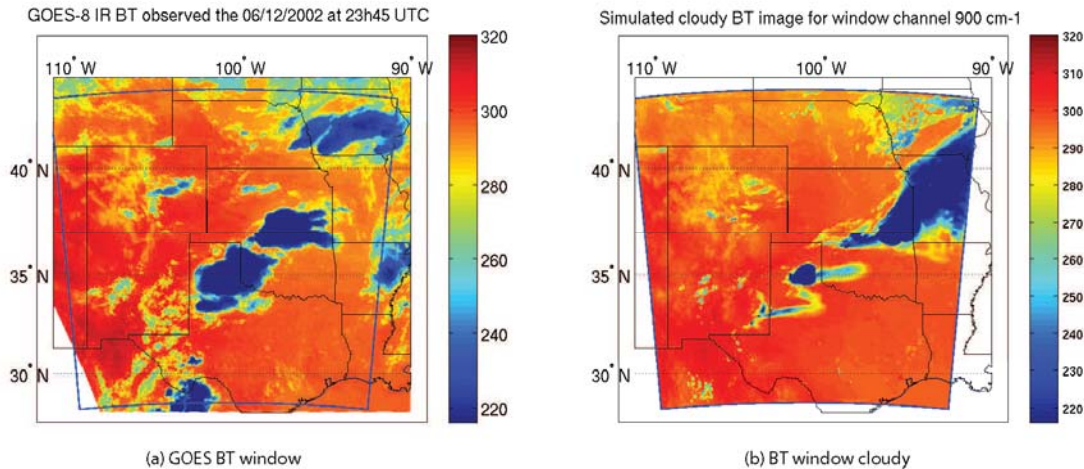 GOES-8 IR BT observed the 06/12/2002 at 23h45 UTC
110° W
100° W
90° W
40° N
35° N
30° N
320
300
280
260
240
220
(a) GOES BT window
Simulated cloudy BT image for window channel 900 cm-1
110° W
100° W
90° W
40° N
35° N
30° N
320
310
300
290
280
270
260
250
240
230
220
(b) BT window cloudy